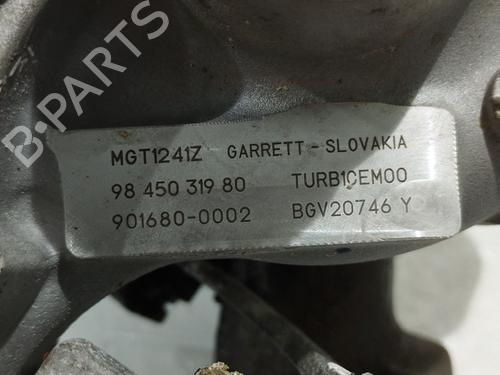 B-PARTS
MGT1241Z GARRETT - SLOVAKIA
98 450 319 80 TURB1CEM00
901680-0002 BGV20746 Y